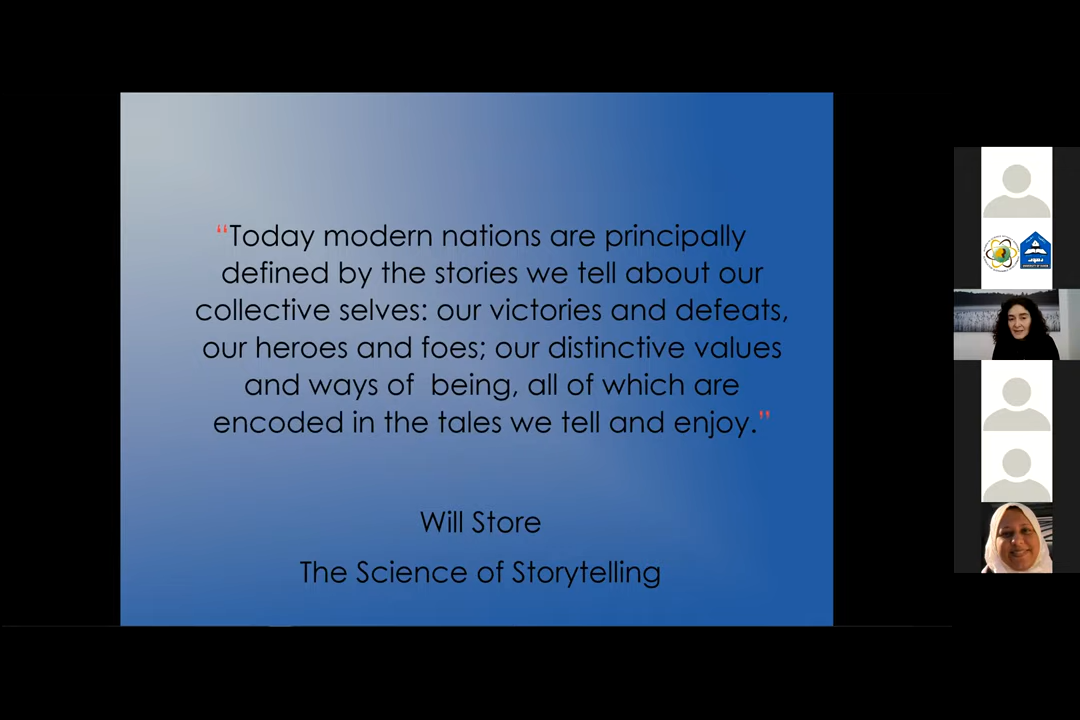 “Today modern nations are principally
defined by the stories we tell about our
collective selves: our victories and defeats,
our heroes and foes; our distinctive values
and ways of  being, all of which are
encoded in the tales we tell and enjoy.”
Will Store
The Science of Storytelling